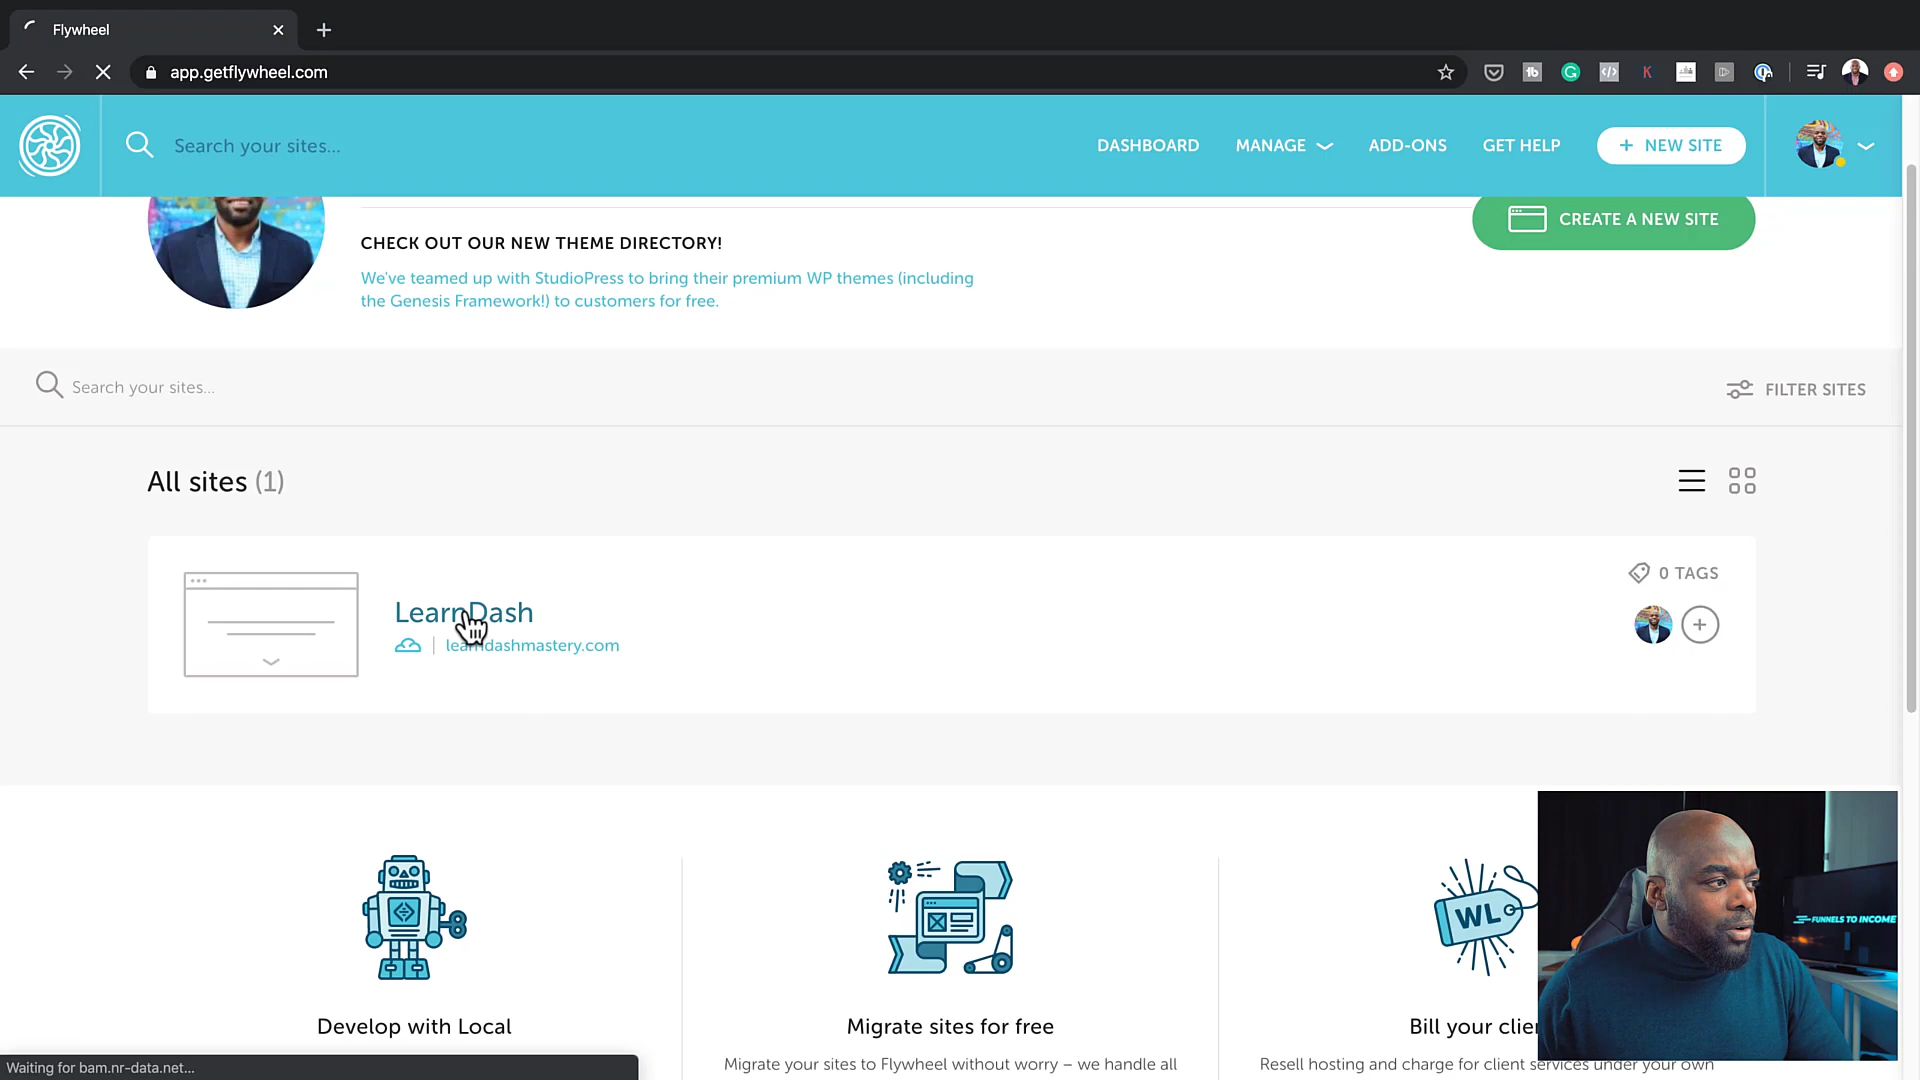 Flywheel
app.getflywheel.com
Search your sites...
DASHBOARD
MANAGE
ADD-ONS
GET HELP
+ NEW SITE
CHECK OUT OUR NEW THEME DIRECTORY!
We've teamed up with StudioPress to bring their premium WP themes (including
the Genesis Framework!) to customers for free.
CREATE A NEW SITE
Search your sites...
FILTER SITES
All sites (1)
LearnDash
learndashmastery.com
0 TAGS
WL
FUNNELS TO INCOME
Develop with Local
Migrate sites for free
Bill your clie
Migrate your sites to Flywheel without worry – we handle all
Resell hosting and charge for client services under your own
Waiting for bam.nr-data.net...